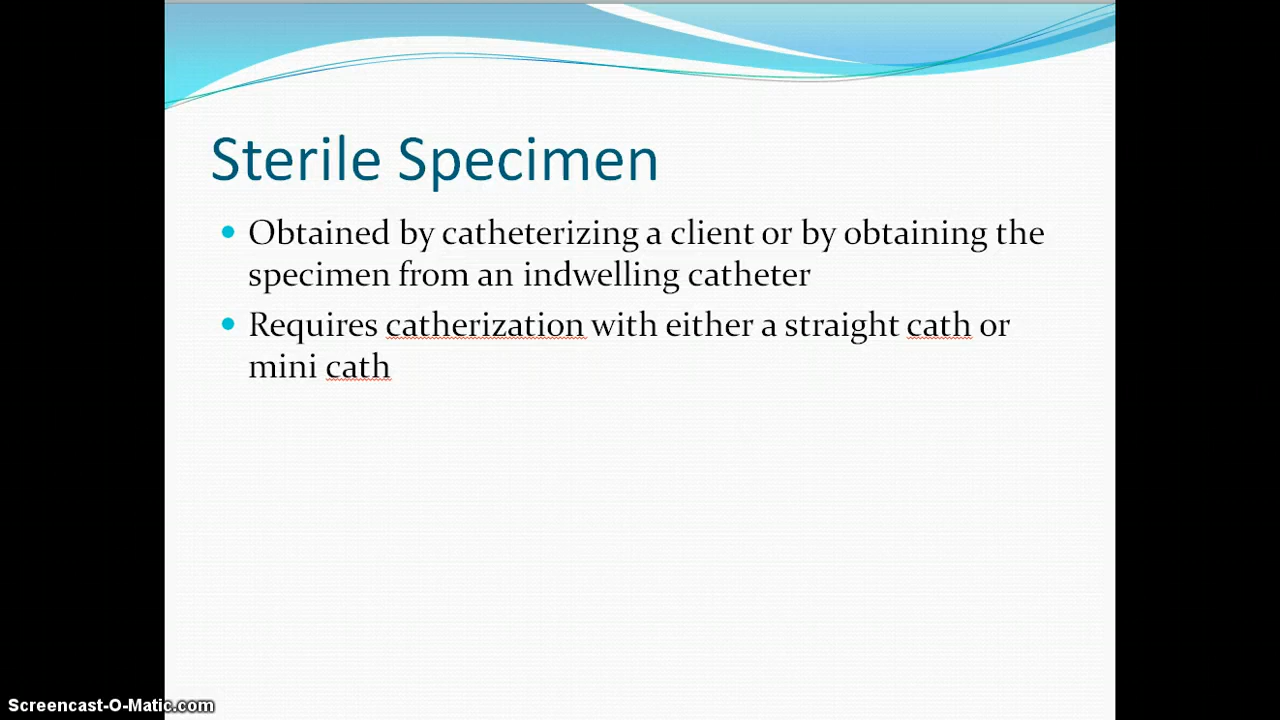 Sterile Specimen
• Obtained by catheterizing a client or by obtaining the
specimen from an indwelling catheter
• Requires catherization with either a straight cath or
mini cath
Screencast-O-Matic.com